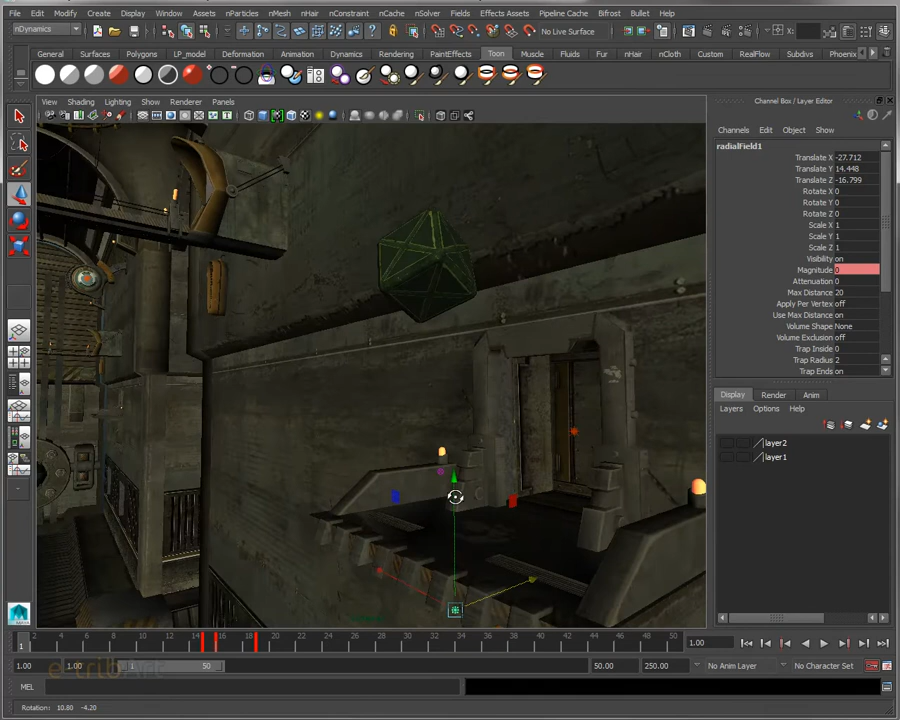 File Edit Modify Create Display Window Assets nParticles nMesh nHair nConstraint nCache nSolver Fields Effects Assets Pipeline Cache Bifrost Bullet Help
nDynamics No Live Surface X:
General Surfaces Polygons LP_model Deformation Animation Dynamics Rendering PaintEffects Toon Muscle Fluids Fur nHair nCloth Custom RealFlow Subdivs Phoenix
View Shading Lighting Show Renderer Panels
Channel Box / Layer Editor
Channels Edit Object Show
radialField1
Translate X -27.712
Translate Y 14.448
Translate Z -16.799
Rotate X 0
Rotate Y 0
Rotate Z 0
Scale X 1
Scale Y 1
Scale Z 1
Visibility on
Magnitude 0
Attenuation 0
Max Distance 20
Apply Per Vertex off
Use Max Distance on
Volume Shape None
Volume Exclusion off
Trap Inside 0
Trap Radius 2
Trap Ends on
Display Render Anim
Layers Options Help
layer2
layer1
1 2 4 6 8 10 12 14 16 18 20 22 24 26 28 30 32 34 36 38 40 42 44 46 48 50 1.00
1.00 1.00 1 50 50.00 250.00 No Anim Layer No Character Set
e-tribArt
MEL
Rotation: 10.80 -4.20